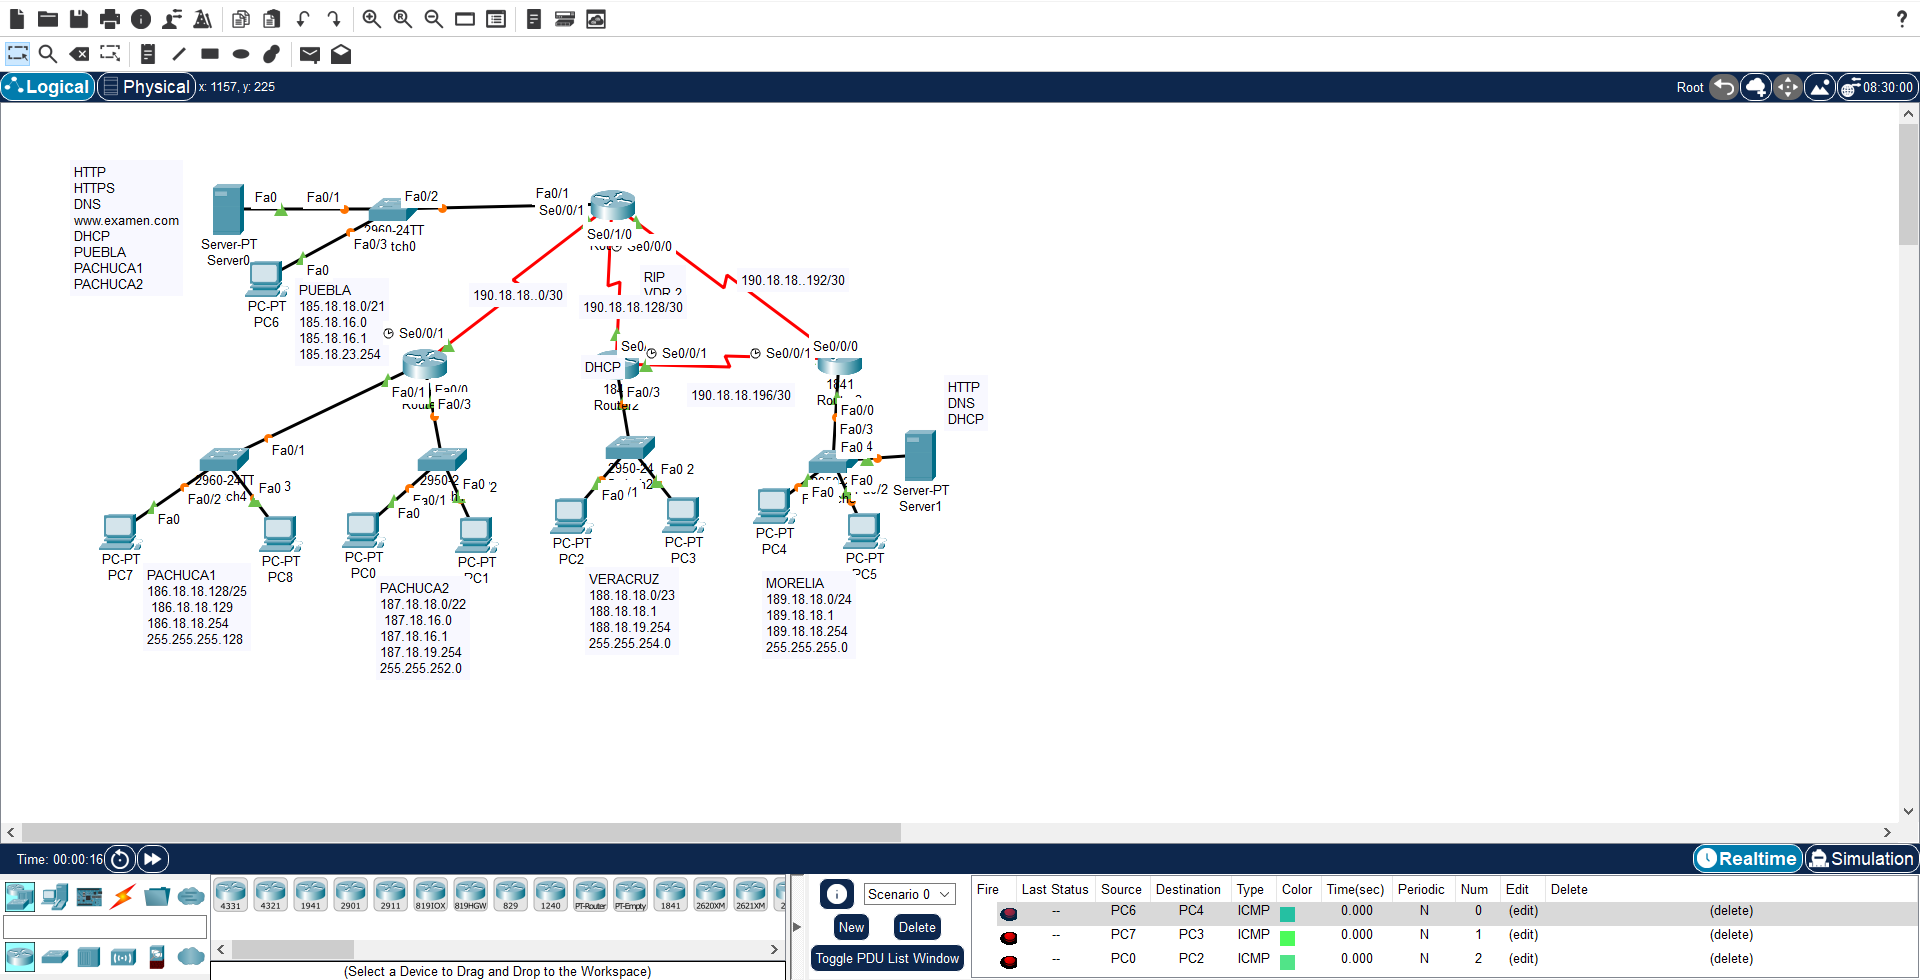 ?
Logical
Physical
x: 1157, y: 225
Root
08:30:00
HTTP
HTTPS
DNS
www.examen.com
DHCP
PUEBLA
PACHUCA1
PACHUCA2
Fa0
Fa0/1
Fa0/2
Fa0/1
Se0/0/1
2960-24TT
tch0
Fa0/3
Server-PT
Server0
Fa0
PC-PT
PC6
Se0/1/0
Se0/0/0
PUEBLA
185.18.18.0/21
185.18.16.0
185.18.16.1
185.18.23.254
190.18.18..0/30
RIP
VDR 2
190.18.18.128/30
190.18.18..192/30
Se0/0/1
Se0/
Se0/0/1
Se0/0/1
Se0/0/0
DHCP
190.18.18.196/30
Fa0/1
Fa0/0
Fa0/3
Fa0/3
Router2
1841
Fa0/0
Fa0/3
Fa0 4
HTTP
DNS
DHCP
Fa0/1
2960-24TT
ch4
Fa0/2
Fa0 3
Fa0
PC-PT
PC7
PC-PT
PC8
Fa0
Fa0
PC-PT
PC0
PC-PT
PC1
2950-24
Fa0 2
Fa0 /1
PC-PT
PC2
PC-PT
PC3
Fa0
Fa0
Server-PT
Server1
PC-PT
PC4
PC-PT
PC5
PACHUCA1
186.18.18.128/25
186.18.18.129
186.18.18.254
255.255.255.128
PACHUCA2
187.18.18.0/22
187.18.16.0
187.18.16.1
187.18.19.254
255.255.252.0
VERACRUZ
188.18.18.0/23
188.18.18.1
188.18.19.254
255.255.254.0
MORELIA
189.18.18.0/24
189.18.18.1
189.18.18.254
255.255.255.0
Time: 00:00:16
Realtime
Simulation
4331 4321 1941 2901 2911 819IOX 819HGW 829 1240 PT-Router PT-Empty 1841 2620XM 2621XM
(Select a Device to Drag and Drop to the Workspace)
Scenario 0
New Delete
Toggle PDU List Window
Fire Last Status Source Destination Type Color Time(sec) Periodic Num Edit Delete
-- PC6 PC4 ICMP 0.000 N 0 (edit) (delete)
-- PC7 PC3 ICMP 0.000 N 1 (edit) (delete)
-- PC0 PC2 ICMP 0.000 N 2 (edit) (delete)